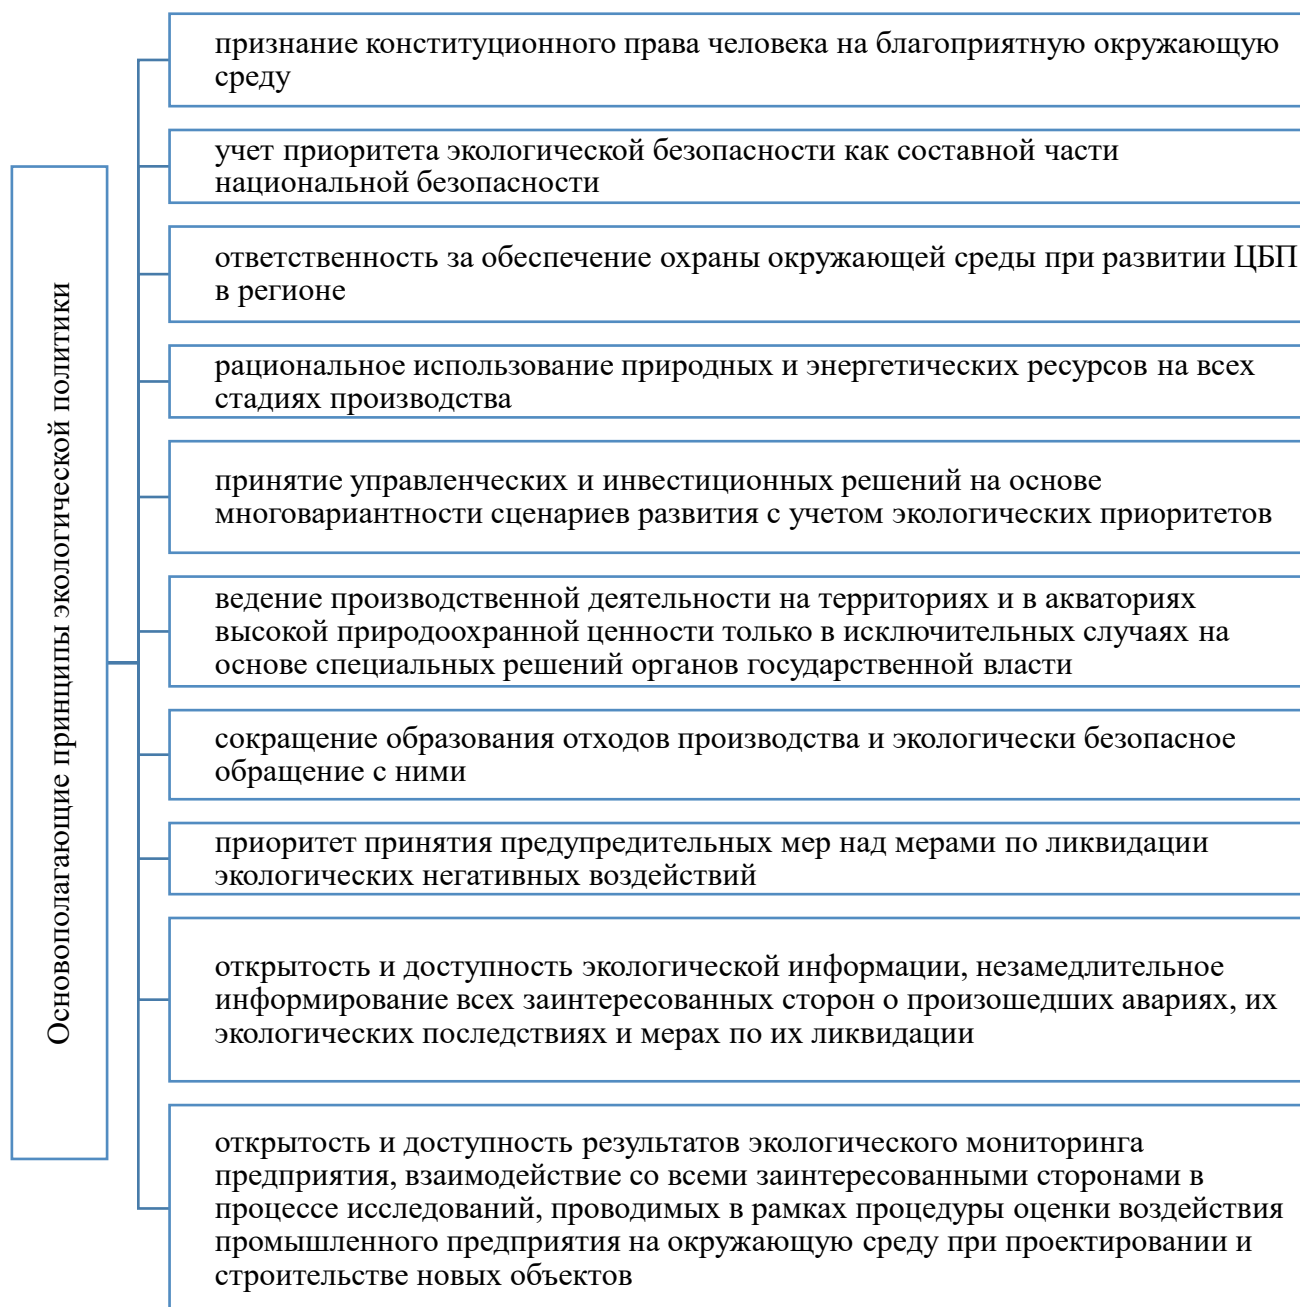 Основополагающие принципы экологической политики
признание конституционного права человека на благоприятную окружающую
среду
учет приоритета экологической безопасности как составной части
национальной безопасности
ответственность за обеспечение охраны окружающей среды при развитии ЦБП
в регионе
рациональное использование природных и энергетических ресурсов на всех
стадиях производства
принятие управленческих и инвестиционных решений на основе
многовариантности сценариев развития с учетом экологических приоритетов
ведение производственной деятельности на территориях и в акваториях
высокой природоохранной ценности только в исключительных случаях на
основе специальных решений органов государственной власти
сокращение образования отходов производства и экологически безопасное
обращение с ними
приоритет принятия предупредительных мер над мерами по ликвидации
экологических негативных воздействий
открытость и доступность экологической информации, незамедлительное
информирование всех заинтересованных сторон о произошедших авариях, их
экологических последствиях и мерах по их ликвидации
открытость и доступность результатов экологического мониторинга
предприятия, взаимодействие со всеми заинтересованными сторонами в
процессе исследований, проводимых в рамках процедуры оценки воздействия
промышленного предприятия на окружающую среду при проектировании и
строительстве новых объектов